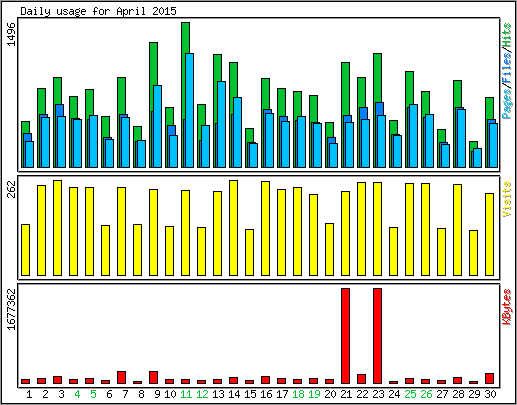 Daily usage for April 2015
1496
Pages/Files/Hits
262
Visits
1677362
KBytes
1 2 3 4 5 6 7 8 9 10 11 12 13 14 15 16 17 18 19 20 21 22 23 24 25 26 27 28 29 30